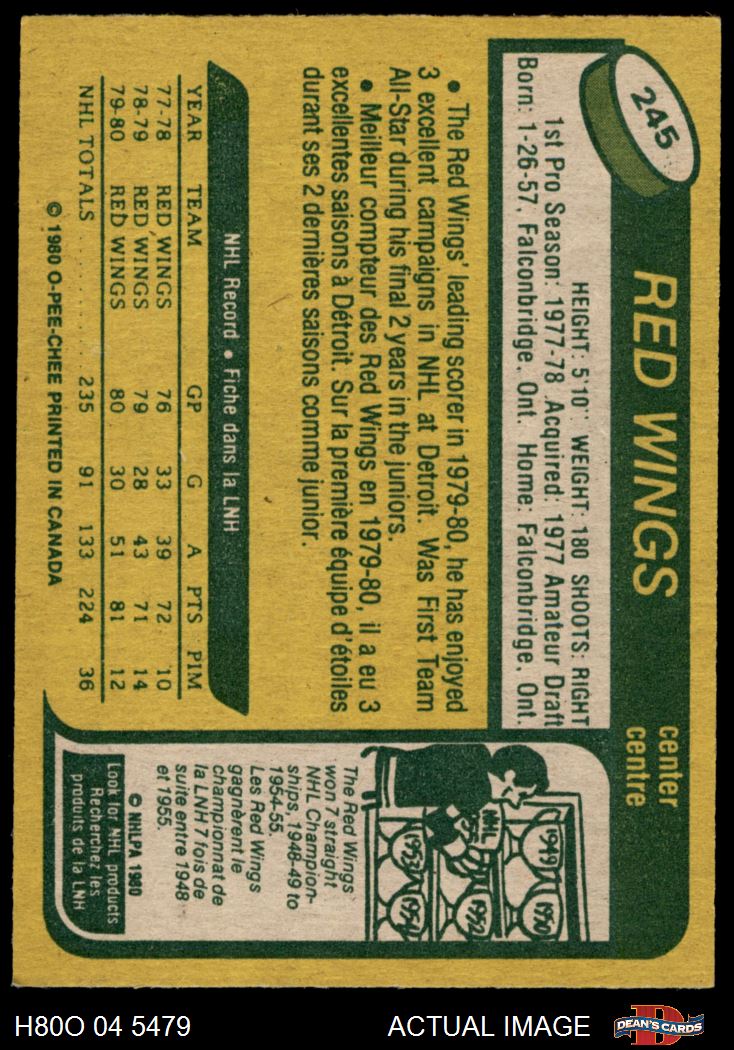 245
RED WINGS
center
centre
HEIGHT: 5'10" WEIGHT: 180 SHOOTS: RIGHT
1st Pro Season: 1977-78 Acquired: 1977 Amateur Draft
Born: 1-26-57, Falconbridge, Ont. Home: Falconbridge, Ont.
• The Red Wings' leading scorer in 1979-80, he has enjoyed
3 excellent campaigns in NHL at Detroit. Was First Team
All-Star during his final 2 years in the juniors.
• Meilleur compteur des Red Wings en 1979-80, il a eu 3
excellentes saisons à Détroit. Sur la première équipe d'étoiles
durant ses 2 dernières saisons comme junior.
NHL Record • Fiche dans la LNH
YEAR TEAM GP G A PTS PIM
77-78 RED WINGS 76 33 39 72 10
78-79 RED WINGS 79 28 43 71 14
79-80 RED WINGS 80 30 51 81 12
NHL TOTALS . . . . . . . . . . 235 91 133 224 36
© 1980 O-PEE-CHEE PRINTED IN CANADA
1949 1950
NHL
1952
1953 1954
The Red Wings
won 7 straight
NHL Champion-
ships, 1948-49 to
1954-55.
Les Red Wings
gagnèrent le
championnat de
la LNH 7 fois de
suite entre 1948
et 1955.
© NHLPA 1980
Look for NHL products
Recherchez les
produits de la LNH
H80O 04 5479 ACTUAL IMAGE
D
DEAN'S CARDS